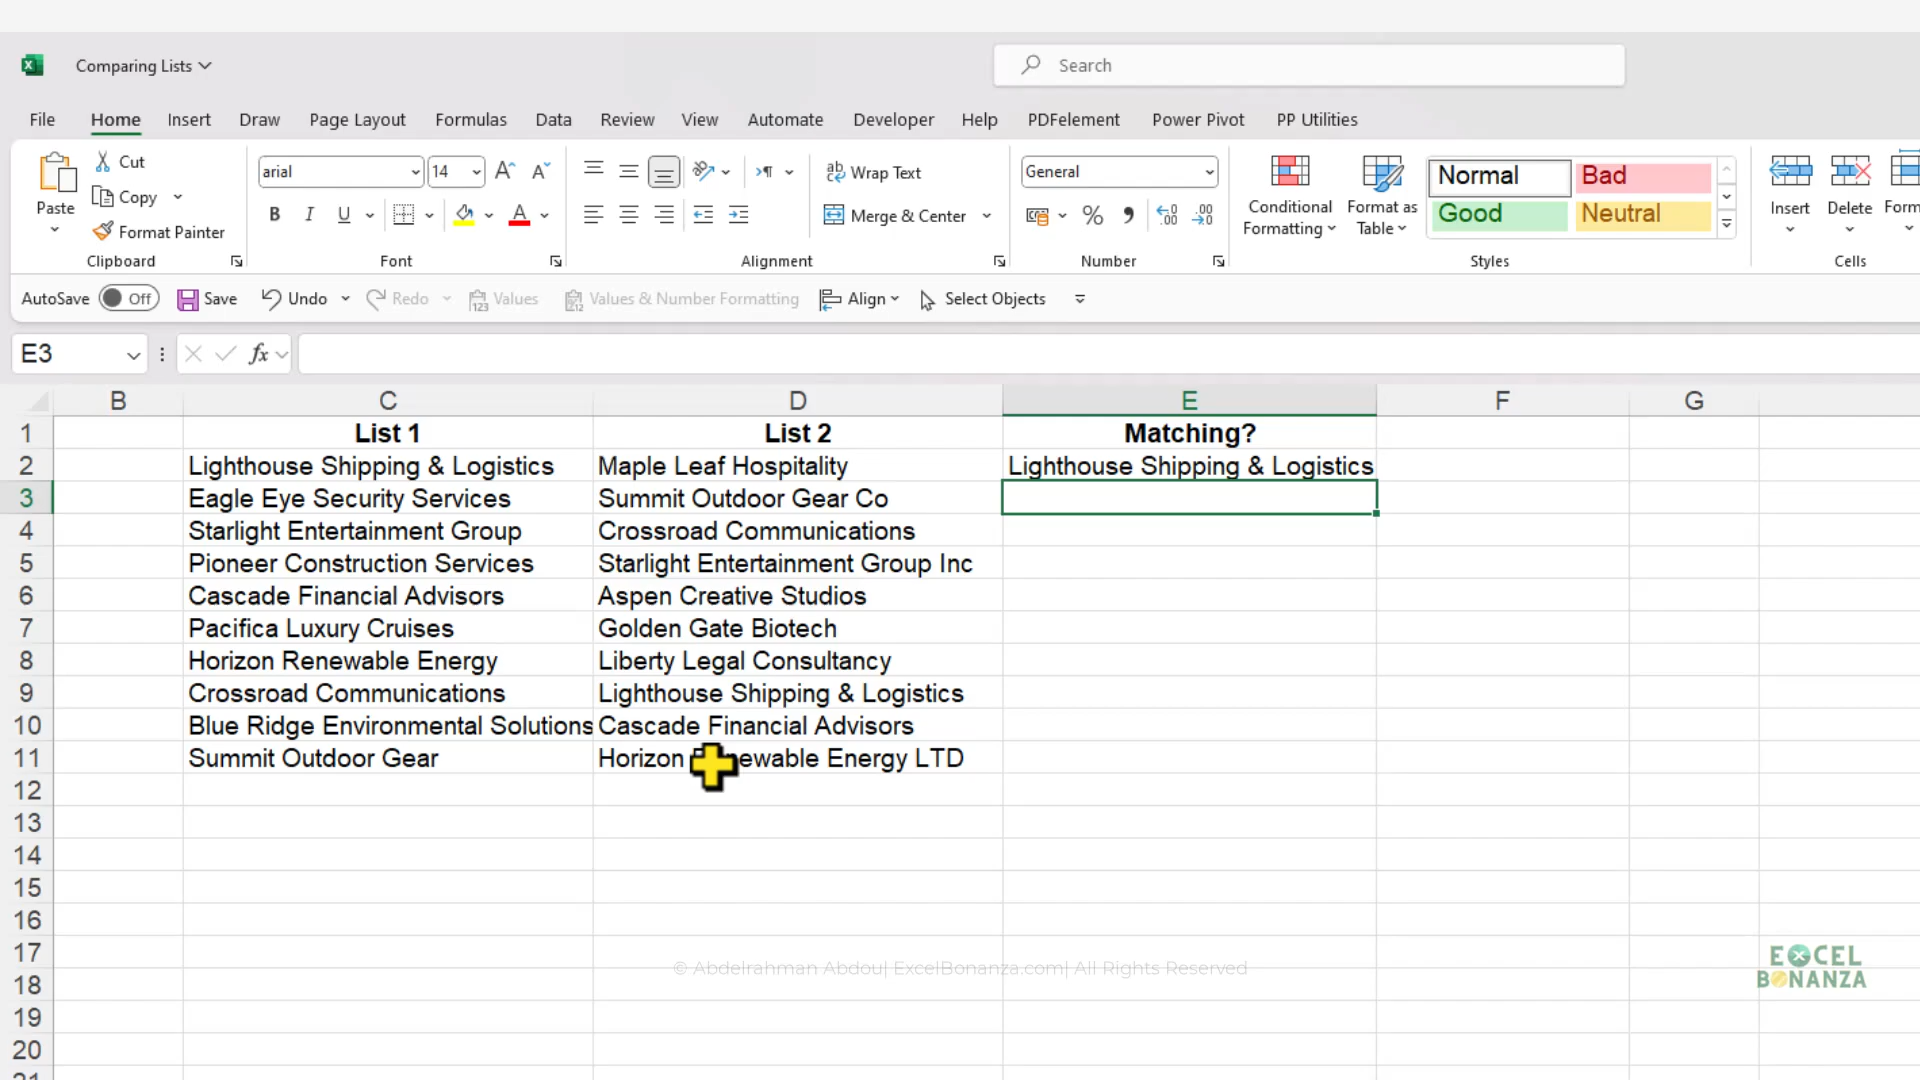 Comparing Lists
Search
File Home Insert Draw Page Layout Formulas Data Review View Automate Developer Help PDFelement Power Pivot PP Utilities
Paste
Cut
Copy
Format Painter
Clipboard
arial 14
B I U
Font
Wrap Text
Merge & Center
Alignment
General
Number
Conditional Formatting
Format as Table
Normal Bad
Good Neutral
Styles
Insert Delete Form
Cells
AutoSave Off Save Undo Redo Values Values & Number Formatting Align Select Objects
E3 fx
B C D E F G
1 List 1 List 2 Matching?
2 Lighthouse Shipping & Logistics Maple Leaf Hospitality Lighthouse Shipping & Logistics
3 Eagle Eye Security Services Summit Outdoor Gear Co
4 Starlight Entertainment Group Crossroad Communications
5 Pioneer Construction Services Starlight Entertainment Group Inc
6 Cascade Financial Advisors Aspen Creative Studios
7 Pacifica Luxury Cruises Golden Gate Biotech
8 Horizon Renewable Energy Liberty Legal Consultancy
9 Crossroad Communications Lighthouse Shipping & Logistics
10 Blue Ridge Environmental Solutions Cascade Financial Advisors
11 Summit Outdoor Gear Horizon Energy LTD
12
13
14
15
16
17
18
19
20
© Abdelrahman Abdou| ExcelBonanza.com| All Rights Reserved
EXCEL
BONANZA